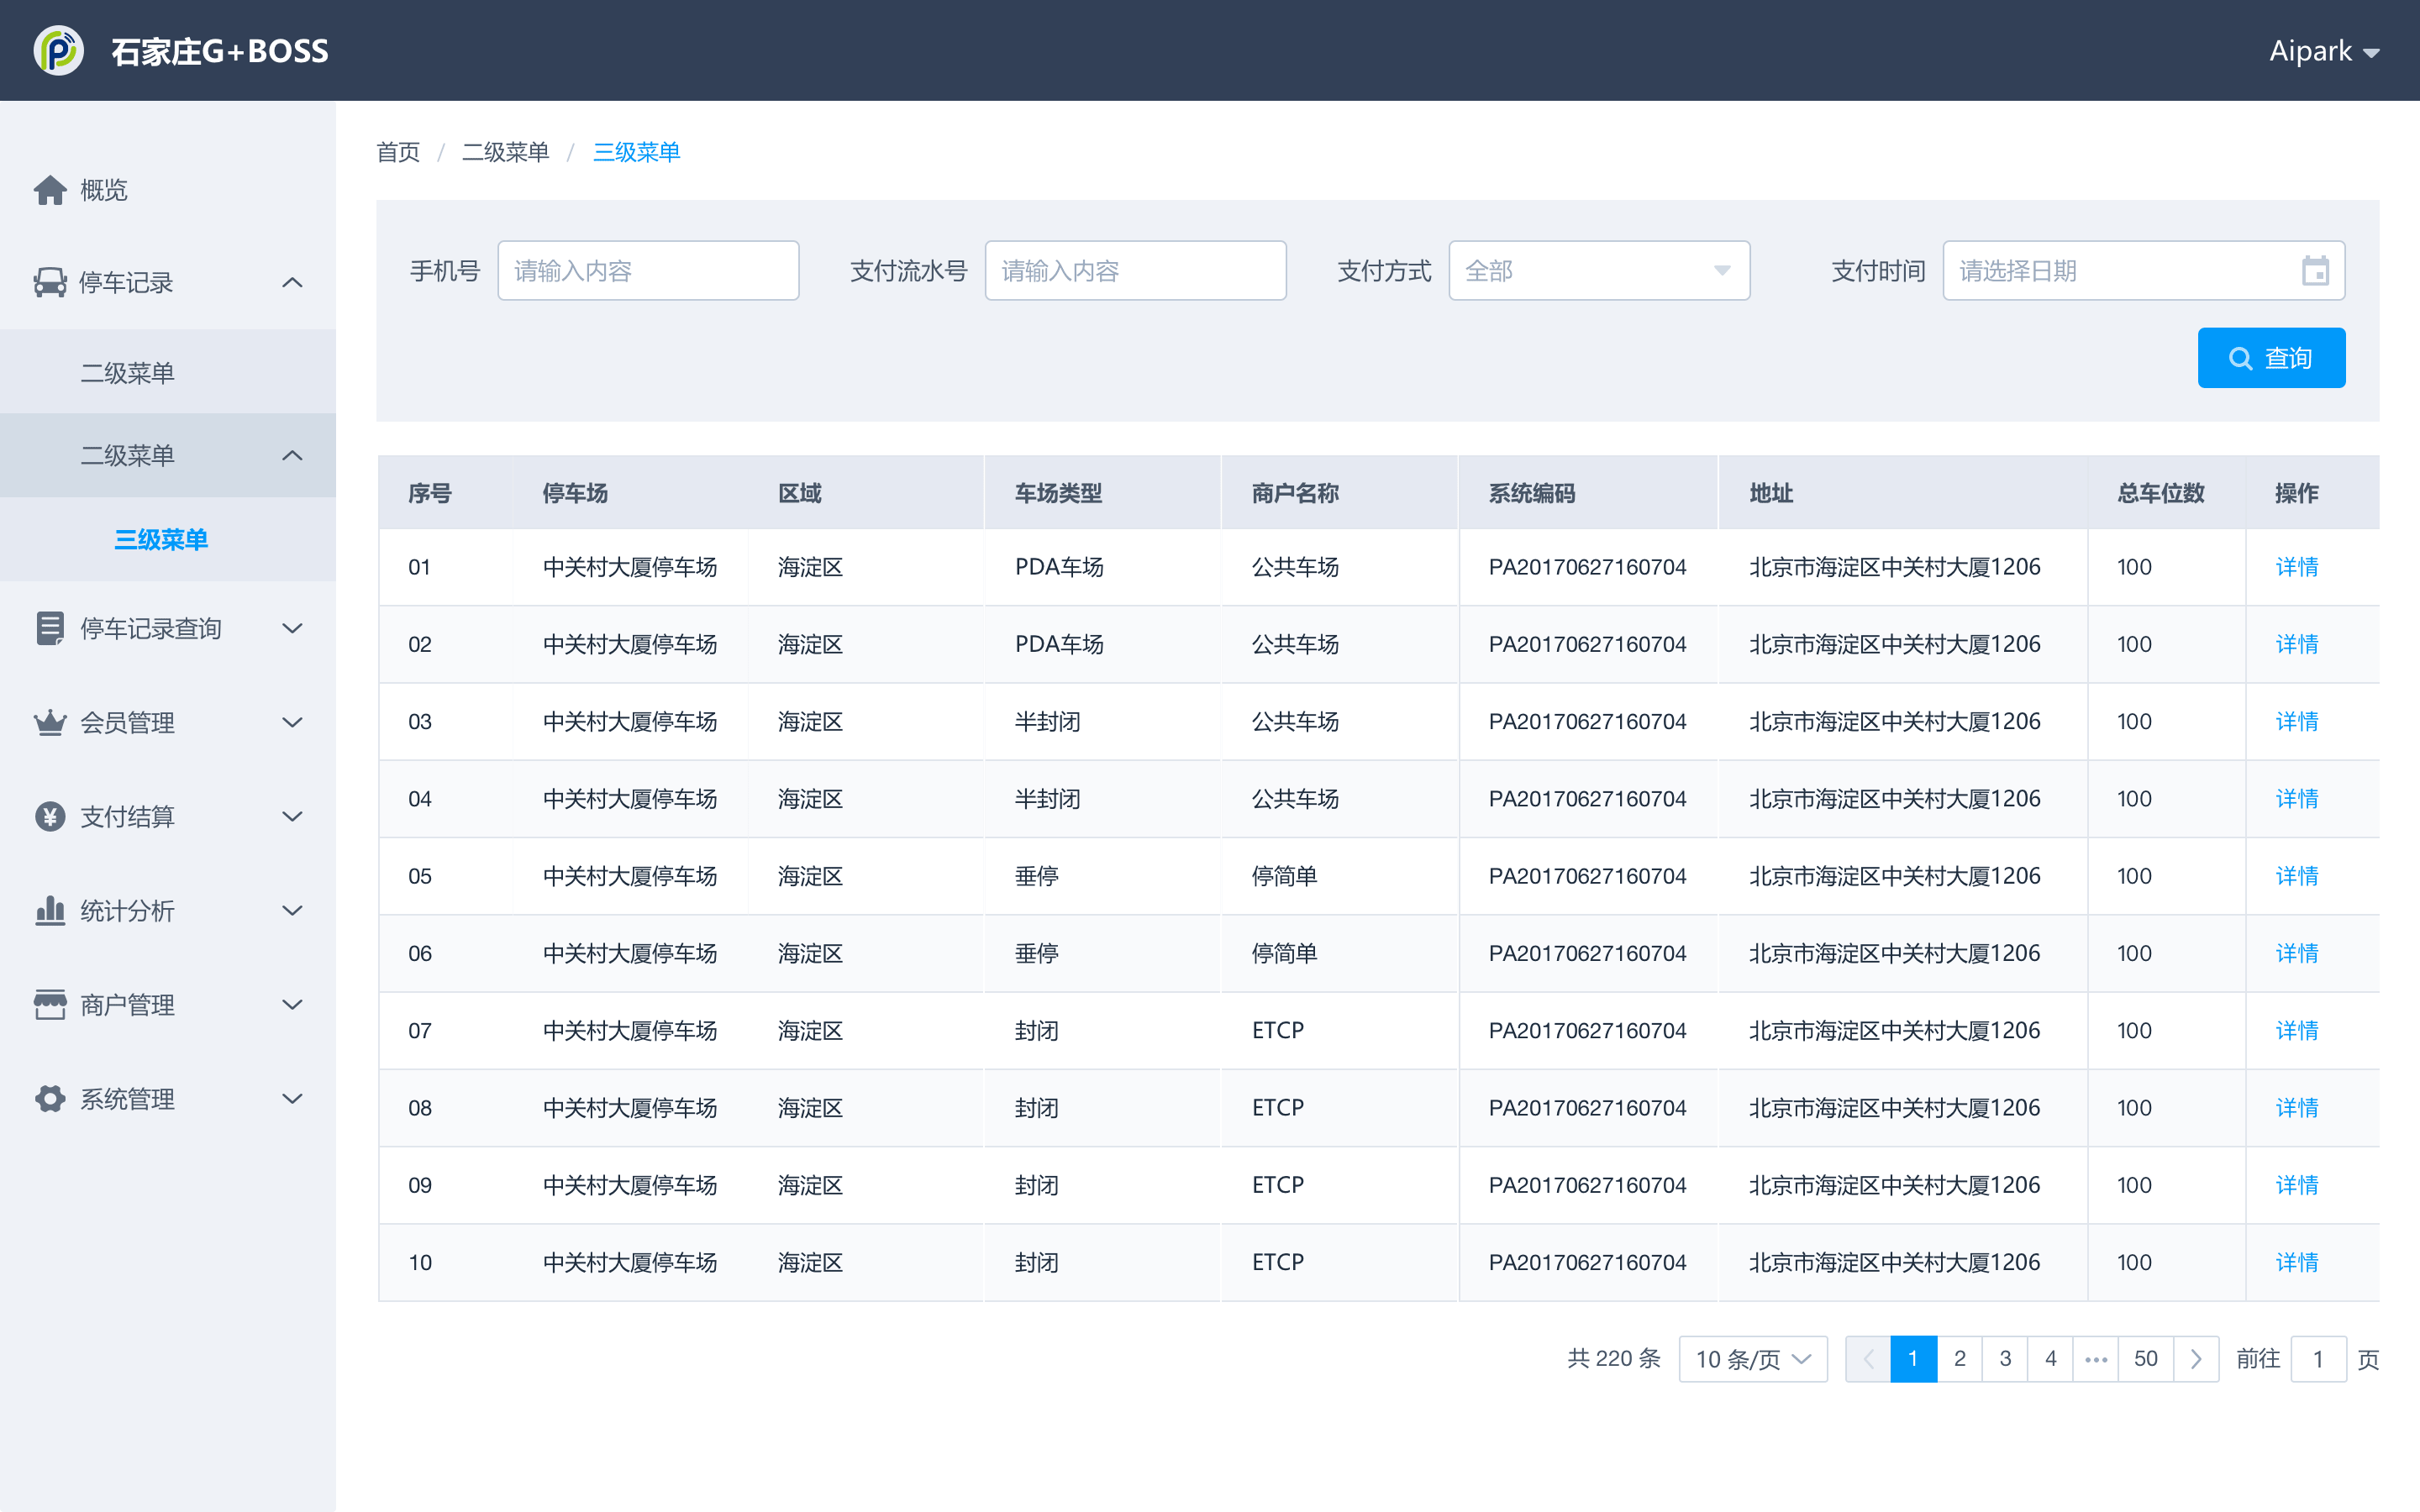 石家庄G+BOSS
Aipark
概览
停车记录
二级菜单
二级菜单
三级菜单
停车记录查询
会员管理
支付结算
统计分析
商户管理
系统管理
首页 / 二级菜单 / 三级菜单
手机号 请输入内容 支付流水号 请输入内容 支付方式 全部 支付时间 请选择日期
查询
序号 停车场 区域 车场类型 商户名称 系统编码 地址 总车位数 操作
01 中关村大厦停车场 海淀区 PDA车场 公共车场 PA20170627160704 北京市海淀区中关村大厦1206 100 详情
02 中关村大厦停车场 海淀区 PDA车场 公共车场 PA20170627160704 北京市海淀区中关村大厦1206 100 详情
03 中关村大厦停车场 海淀区 半封闭 公共车场 PA20170627160704 北京市海淀区中关村大厦1206 100 详情
04 中关村大厦停车场 海淀区 半封闭 公共车场 PA20170627160704 北京市海淀区中关村大厦1206 100 详情
05 中关村大厦停车场 海淀区 垂停 停简单 PA20170627160704 北京市海淀区中关村大厦1206 100 详情
06 中关村大厦停车场 海淀区 垂停 停简单 PA20170627160704 北京市海淀区中关村大厦1206 100 详情
07 中关村大厦停车场 海淀区 封闭 ETCP PA20170627160704 北京市海淀区中关村大厦1206 100 详情
08 中关村大厦停车场 海淀区 封闭 ETCP PA20170627160704 北京市海淀区中关村大厦1206 100 详情
09 中关村大厦停车场 海淀区 封闭 ETCP PA20170627160704 北京市海淀区中关村大厦1206 100 详情
10 中关村大厦停车场 海淀区 封闭 ETCP PA20170627160704 北京市海淀区中关村大厦1206 100 详情
共 220 条 10 条/页 1 2 3 4 ••• 50 前往 1 页